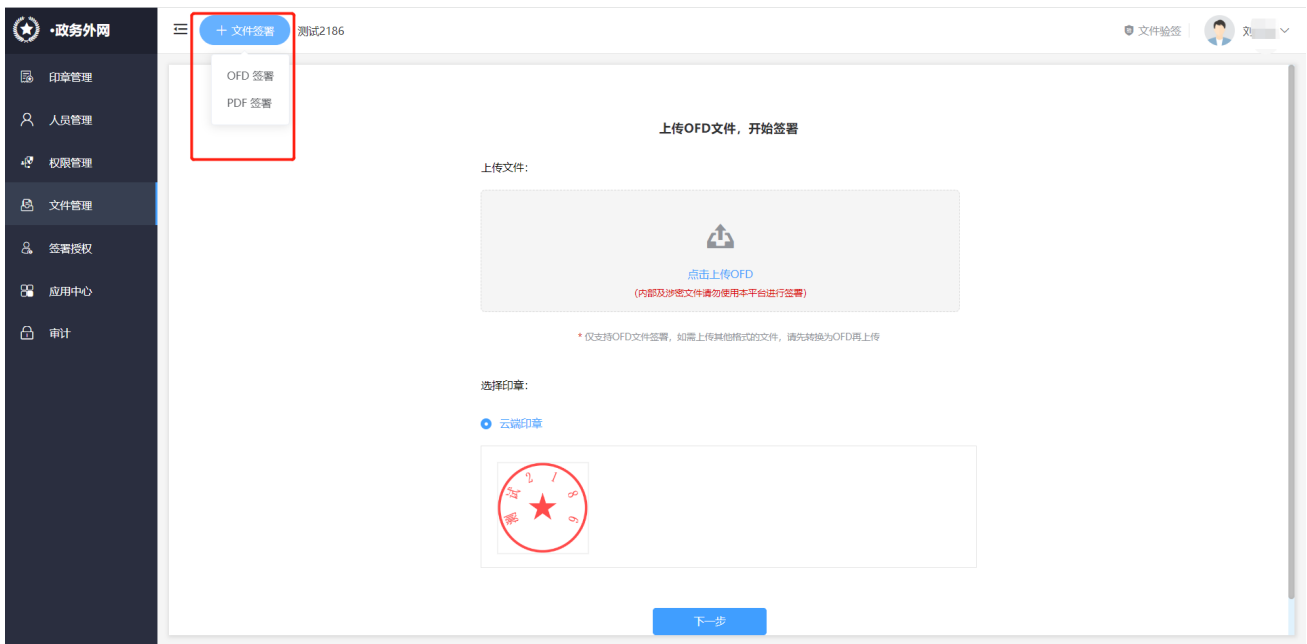 ·政务外网
+ 文件签署
测试2186
文件验签
刘
印章管理
人员管理
权限管理
文件管理
签署授权
应用中心
审计
OFD 签署
PDF 签署
上传OFD文件，开始签署
上传文件：
点击上传OFD
(内部及涉密文件请勿使用本平台进行签署)
* 仅支持OFD文件签署，如需上传其他格式的文件，请先转换为OFD再上传
选择印章：
云端印章
测试2186
下一步